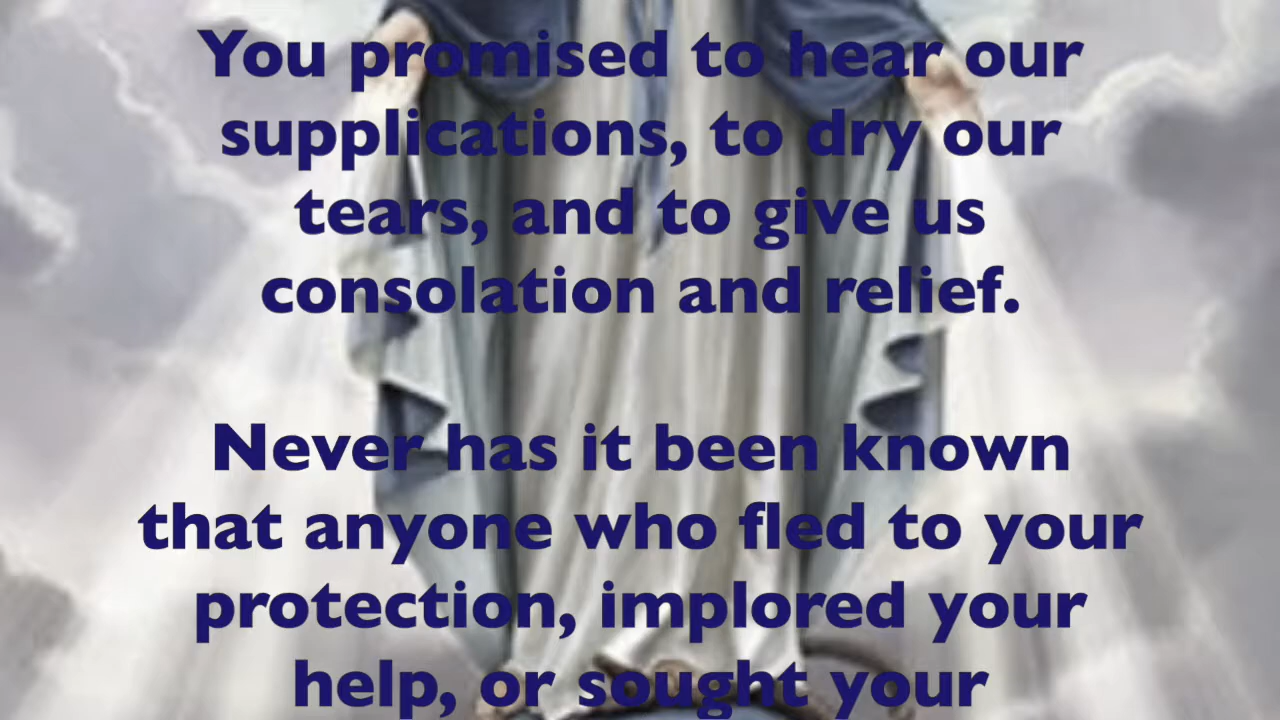 You promised to hear our
supplications, to dry our
tears, and to give us
consolation and relief.
Never has it been known
that anyone who fled to your
protection, implored your
help, or sought your